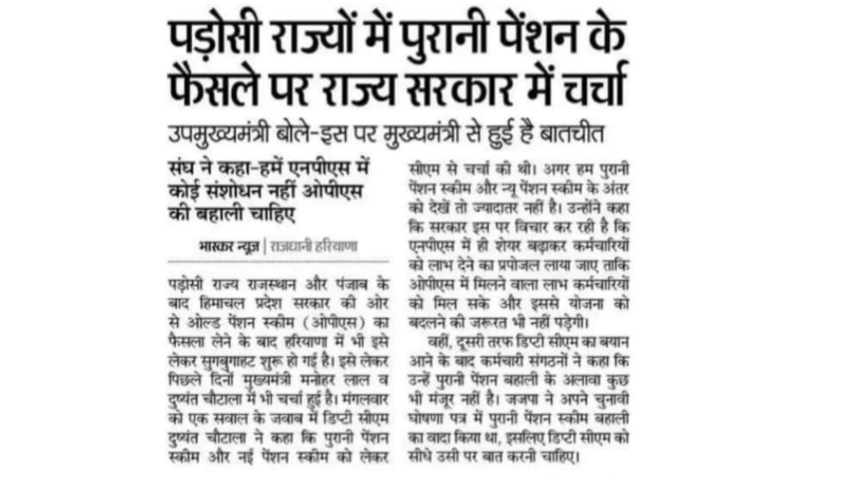 पड़ोसी राज्यों में पुरानी पेंशन के
फैसले पर राज्य सरकार में चर्चा
उपमुख्यमंत्री बोले-इस पर मुख्यमंत्री से हुई है बातचीत
संघ ने कहा-हमें एनपीएस में
कोई संशोधन नहीं ओपीएस
की बहाली चाहिए
भास्कर न्यूज़ | राजधानी हरियाणा
पड़ोसी राज्य राजस्थान और पंजाब के
बाद हिमाचल प्रदेश सरकार की ओर
से ओल्ड पेंशन स्कीम (ओपीएस) का
फैसला लेने के बाद हरियाणा में भी इसे
लेकर सुगबुगाहट शुरू हो गई है। इसे लेकर
पिछले दिनों मुख्यमंत्री मनोहर लाल व
दुष्यंत चौटाला में भी चर्चा हुई है। मंगलवार
को एक सवाल के जवाब में डिप्टी सीएम
दुष्यंत चौटाला ने कहा कि पुरानी पेंशन
स्कीम और नई पेंशन स्कीम को लेकर
सीएम से चर्चा की थी। अगर हम पुरानी
पेंशन स्कीम और न्यू पेंशन स्कीम के अंतर
को देखें तो ज्यादातर नहीं है। उन्होंने कहा
कि सरकार इस पर विचार कर रही है कि
एनपीएस में ही शेयर बढ़ाकर कर्मचारियों
को लाभ देने का प्रपोजल लाया जाए ताकि
ओपीएस में मिलने वाला लाभ कर्मचारियों
को मिल सके और इससे योजना को
बदलने की जरूरत भी नहीं पड़ेगी।
वहीं, दूसरी तरफ डिप्टी सीएम का बयान
आने के बाद कर्मचारी संगठनों ने कहा कि
उन्हें पुरानी पेंशन बहाली के अलावा कुछ
भी मंजूर नहीं है। जजपा ने अपने चुनावी
घोषणा पत्र में पुरानी पेंशन स्कीम बहाली
का वादा किया था, इसलिए डिप्टी सीएम को
सीधे उसी पर बात करनी चाहिए।